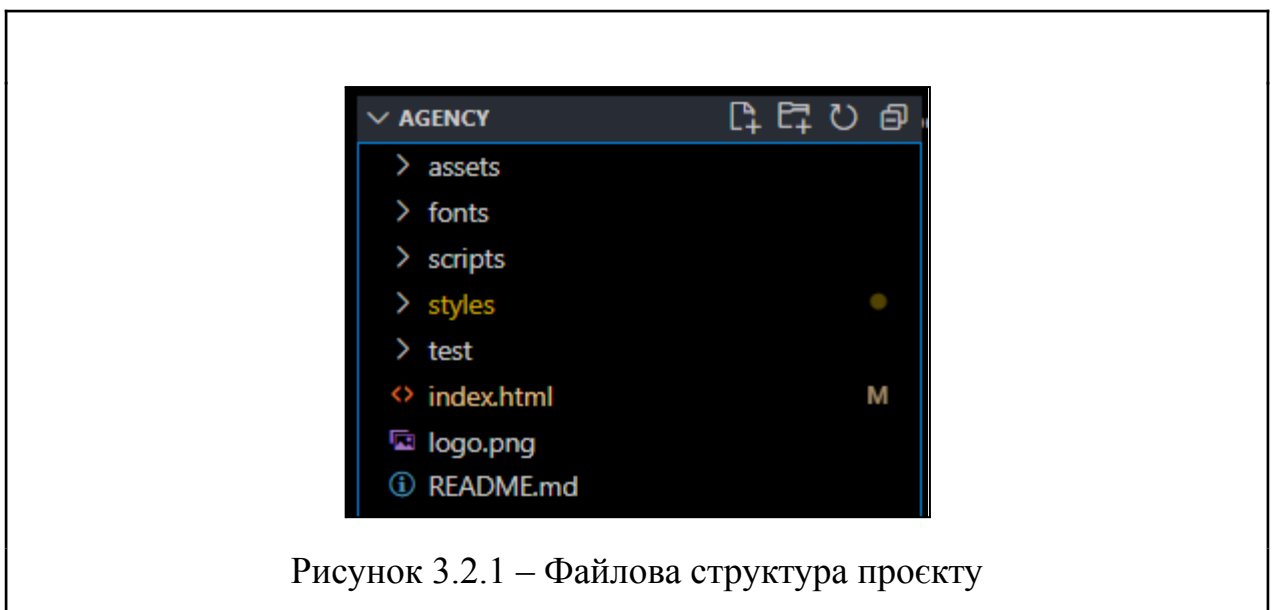 AGENCY
assets
fonts
scripts
styles
test
index.html M
logo.png
README.md
Рисунок 3.2.1 – Файлова структура проєкту